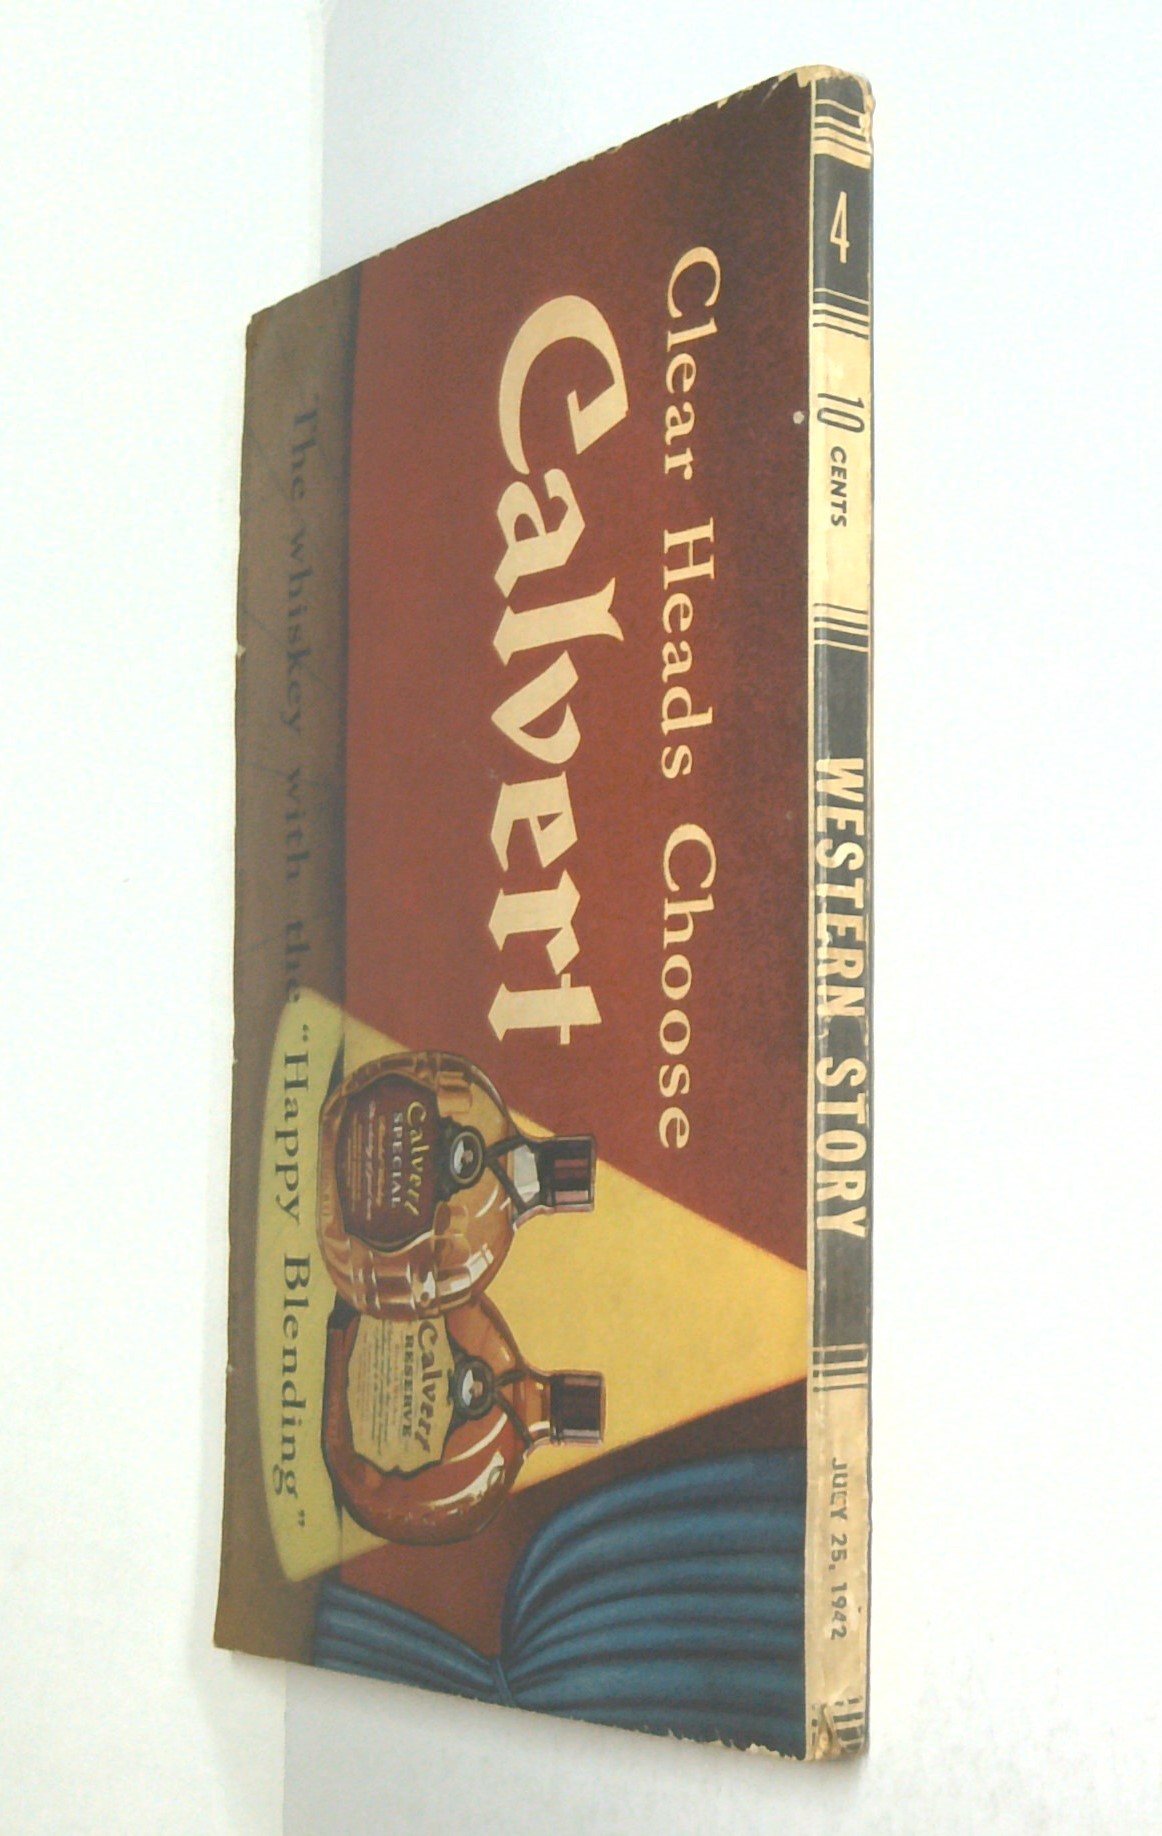 4
10 CENTS
WESTERN STORY
JULY 25, 1942
Clear Heads Choose
Calvert
Calvert
SPECIAL
Calvert
RESERVE
The whiskey with the “Happy Blending”